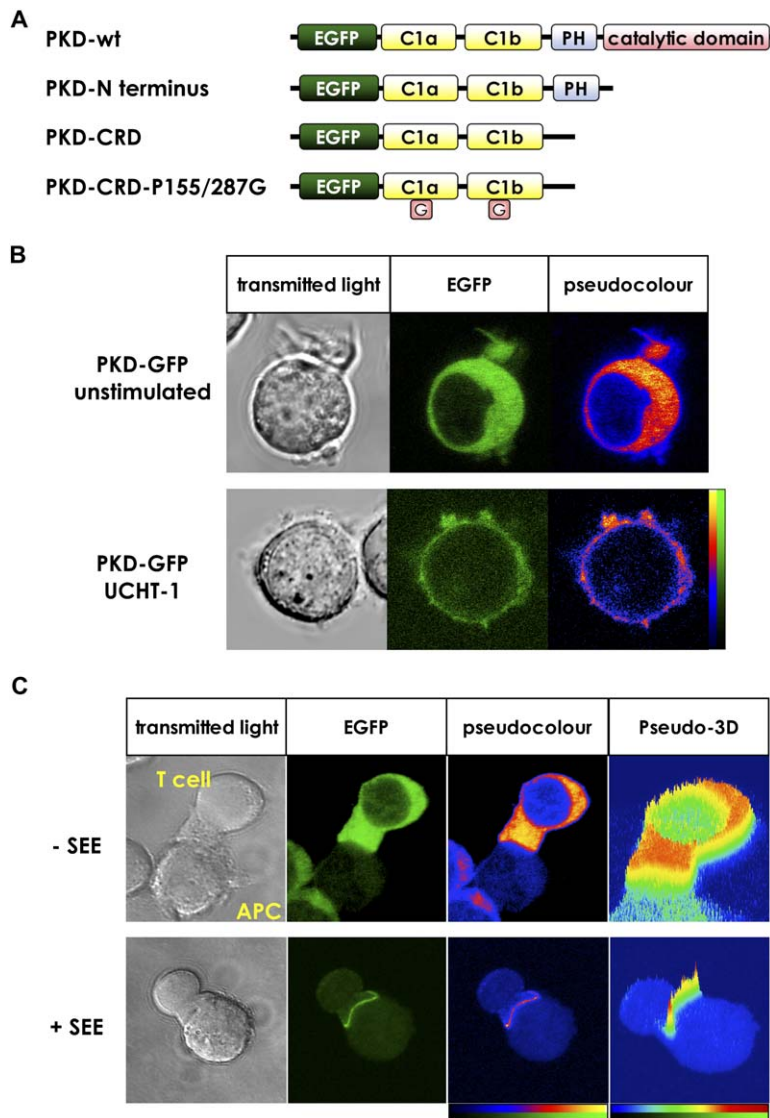 A
PKD-wt EGFP C1a C1b PH catalytic domain
PKD-N terminus EGFP C1a C1b PH
PKD-CRD EGFP C1a C1b
PKD-CRD-P155/287G EGFP C1a C1b
G G
B
transmitted light EGFP pseudocolour
PKD-GFP
unstimulated
PKD-GFP
UCHT-1
C
transmitted light EGFP pseudocolour Pseudo-3D
T cell
- SEE
APC
+ SEE